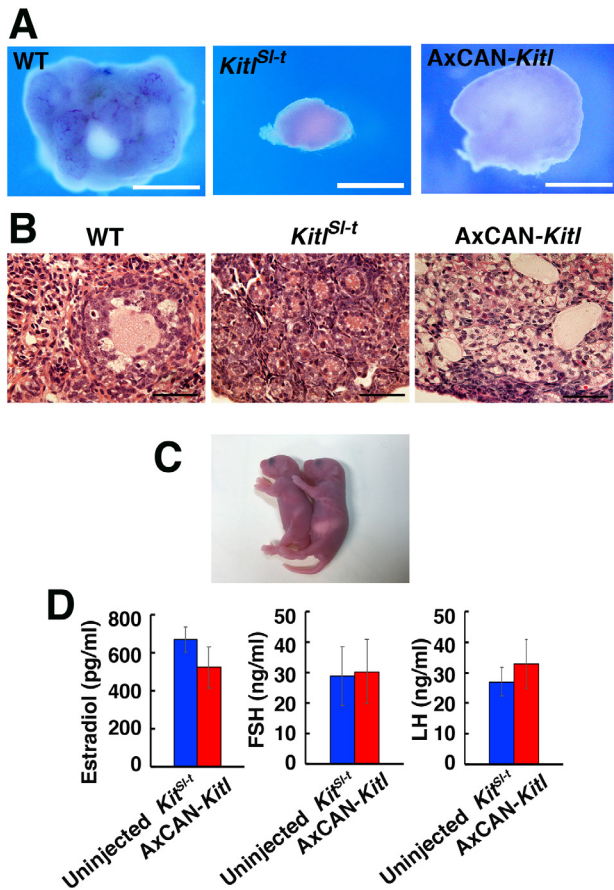 A
WT
Kitl^Sl-t
AxCAN-Kitl
B
WT
Kitl^Sl-t
AxCAN-Kitl
C
D
Estradiol (pg/ml)
800
600
400
200
0
Uninjected Kit^Sl-t
AxCAN-Kitl
FSH (ng/ml)
50
40
30
20
10
0
Uninjected Kit^Sl-t
AxCAN-Kitl
LH (ng/ml)
50
40
30
20
10
0
Uninjected Kit^Sl-t
AxCAN-Kitl